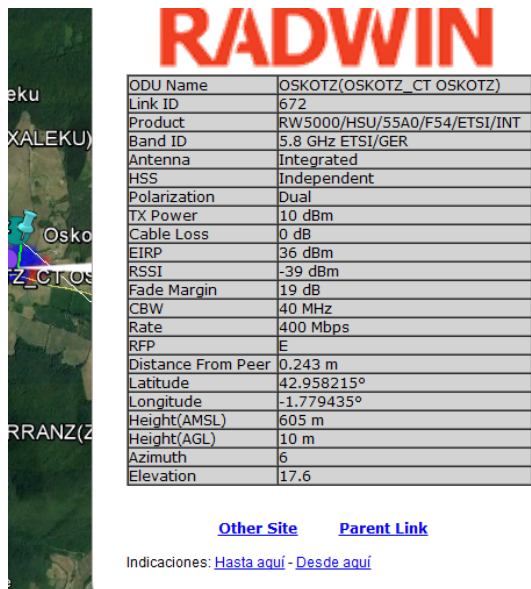 RADWIN
ODU Name OSKOTZ(OSKOTZ_CT OSKOTZ)
Link ID 672
Product RW5000/HSU/55A0/F54/ETSI/INT
Band ID 5.8 GHz ETSI/GER
Antenna Integrated
HSS Independent
Polarization Dual
TX Power 10 dBm
Cable Loss 0 dB
EIRP 36 dBm
RSSI -39 dBm
Fade Margin 19 dB
CBW 40 MHz
Rate 400 Mbps
RFP E
Distance From Peer 0.243 m
Latitude 42.958215º
Longitude -1.779435º
Height(AMSL) 605 m
Height(AGL) 10 m
Azimuth 6
Elevation 17.6
Other Site Parent Link
Indicaciones: Hasta aquí - Desde aquí
eku
XALEKU)
Osko
Z_CT OS
RRANZ(Z